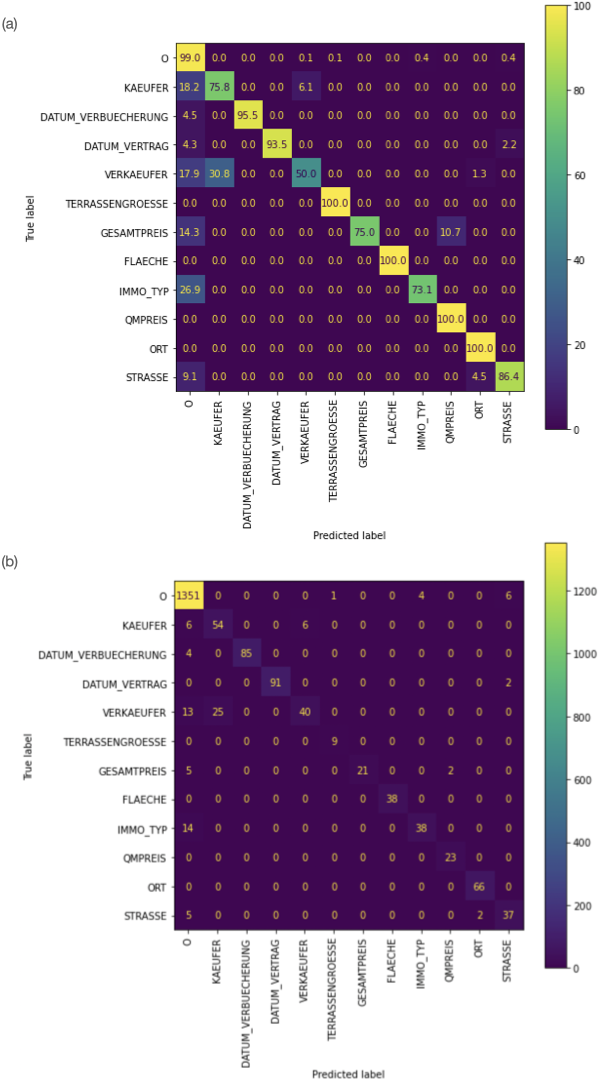 (a)
100
O 99.0 0.0 0.0 0.0 0.1 0.1 0.0 0.0 0.4 0.0 0.0 0.4
KAEUFER 18.2 75.8 0.0 0.0 6.1 0.0 0.0 0.0 0.0 0.0 0.0 0.0
80
DATUM_VERBUECHERUNG 4.5 0.0 95.5 0.0 0.0 0.0 0.0 0.0 0.0 0.0 0.0 0.0
DATUM_VERTRAG 4.3 0.0 0.0 93.5 0.0 0.0 0.0 0.0 0.0 0.0 0.0 2.2
VERKAEUFER 17.9 30.8 0.0 0.0 50.0 0.0 0.0 0.0 0.0 0.0 1.3 0.0
60
TERRASSENGROESSE 0.0 0.0 0.0 0.0 0.0 100.0 0.0 0.0 0.0 0.0 0.0 0.0
True label
GESAMTPREIS 14.3 0.0 0.0 0.0 0.0 0.0 75.0 0.0 0.0 10.7 0.0 0.0
FLAECHE 0.0 0.0 0.0 0.0 0.0 0.0 0.0 100.0 0.0 0.0 0.0 0.0
40
IMMO_TYP 26.9 0.0 0.0 0.0 0.0 0.0 0.0 0.0 73.1 0.0 0.0 0.0
QMPREIS 0.0 0.0 0.0 0.0 0.0 0.0 0.0 0.0 0.0 100.0 0.0 0.0
20
ORT 0.0 0.0 0.0 0.0 0.0 0.0 0.0 0.0 0.0 0.0 100.0 0.0
STRASSE 9.1 0.0 0.0 0.0 0.0 0.0 0.0 0.0 0.0 0.0 4.5 86.4
0
O KAEUFER DATUM_VERBUECHERUNG DATUM_VERTRAG VERKAEUFER TERRASSENGROESSE GESAMTPREIS FLAECHE IMMO_TYP QMPREIS ORT STRASSE
Predicted label
(b)
O 1351 0 0 0 0 1 0 0 4 0 0 6
1200
KAEUFER 6 54 0 0 6 0 0 0 0 0 0 0
DATUM_VERBUECHERUNG 4 0 85 0 0 0 0 0 0 0 0 0
1000
DATUM_VERTRAG 0 0 0 91 0 0 0 0 0 0 0 2
VERKAEUFER 13 25 0 0 40 0 0 0 0 0 0 0
800
TERRASSENGROESSE 0 0 0 0 0 9 0 0 0 0 0 0
True label
GESAMTPREIS 5 0 0 0 0 0 21 0 0 2 0 0
600
FLAECHE 0 0 0 0 0 0 0 38 0 0 0 0
IMMO_TYP 14 0 0 0 0 0 0 0 38 0 0 0
400
QMPREIS 0 0 0 0 0 0 0 0 0 23 0 0
ORT 0 0 0 0 0 0 0 0 0 0 66 0
200
STRASSE 5 0 0 0 0 0 0 0 0 0 2 37
0
O KAEUFER DATUM_VERBUECHERUNG DATUM_VERTRAG VERKAEUFER TERRASSENGROESSE GESAMTPREIS FLAECHE IMMO_TYP QMPREIS ORT STRASSE
Predicted label